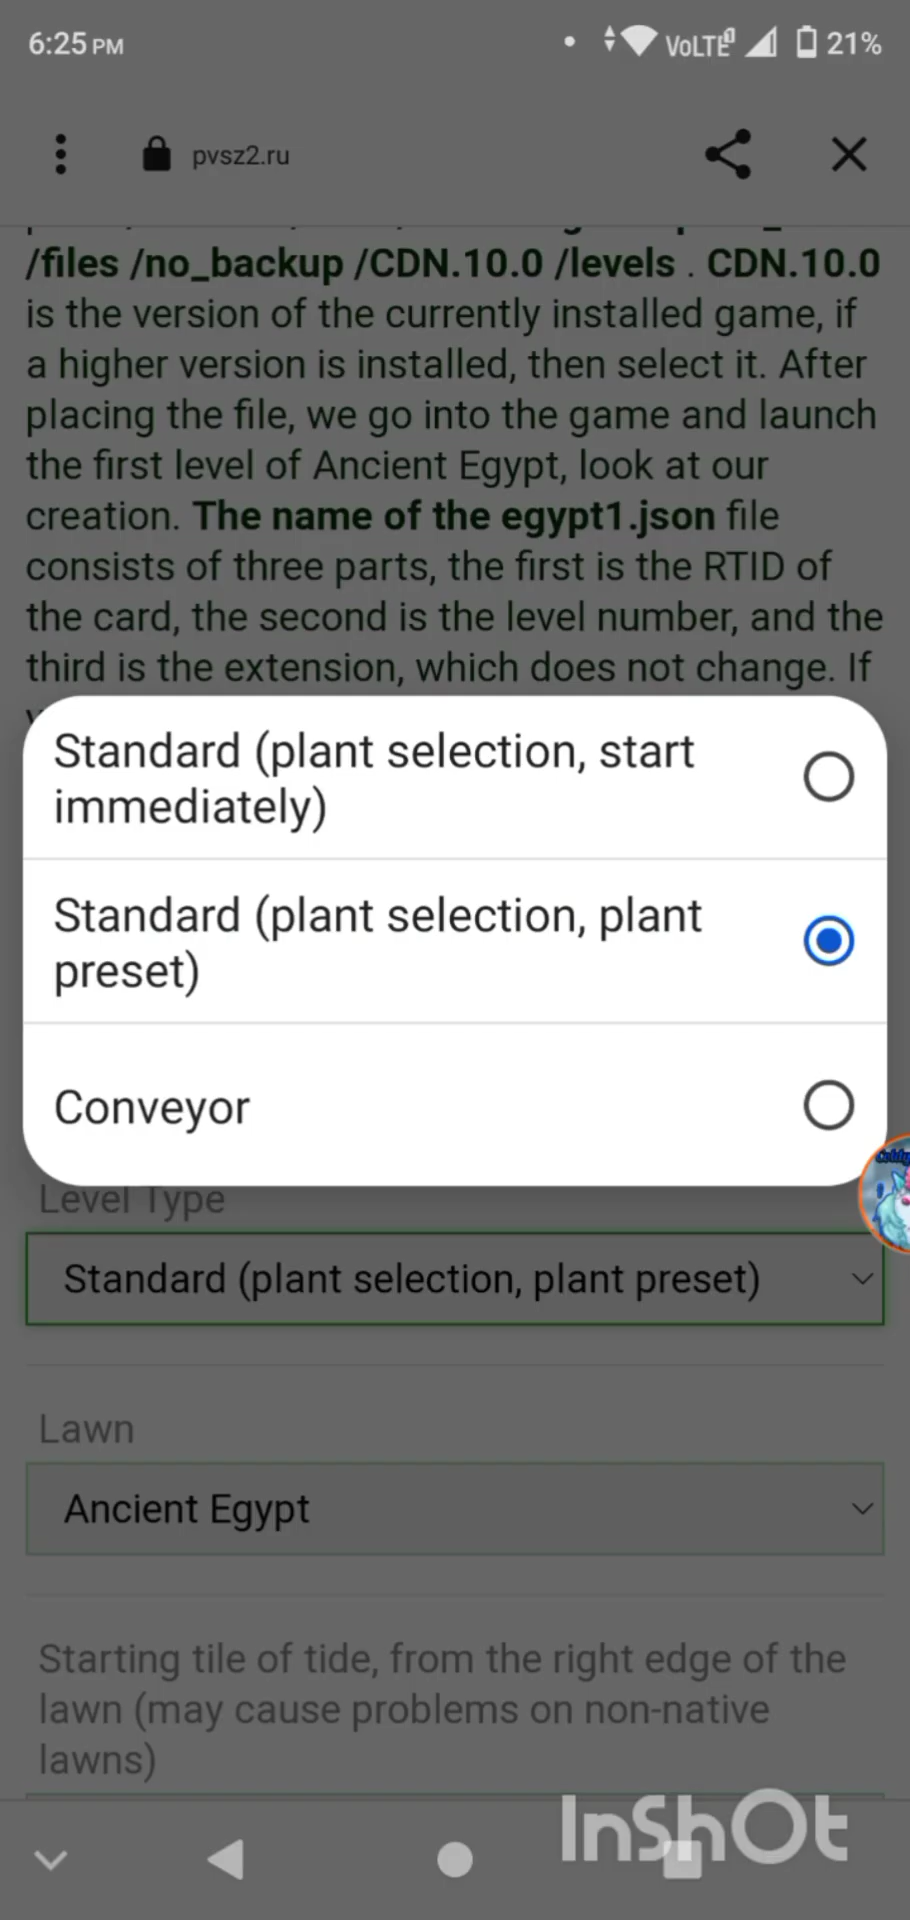 6:25 PM
VoLTE 21%
pvsz2.ru
/files /no_backup /CDN.10.0 /levels . CDN.10.0
is the version of the currently installed game, if
a higher version is installed, then select it. After
placing the file, we go into the game and launch
the first level of Ancient Egypt, look at our
creation. The name of the egypt1.json file
consists of three parts, the first is the RTID of
the card, the second is the level number, and the
third is the extension, which does not change. If
Standard (plant selection, start
immediately)
Standard (plant selection, plant
preset)
Conveyor
Level Type
Standard (plant selection, plant preset)
Lawn
Ancient Egypt
Starting tile of tide, from the right edge of the
lawn (may cause problems on non-native
lawns)
InShOt